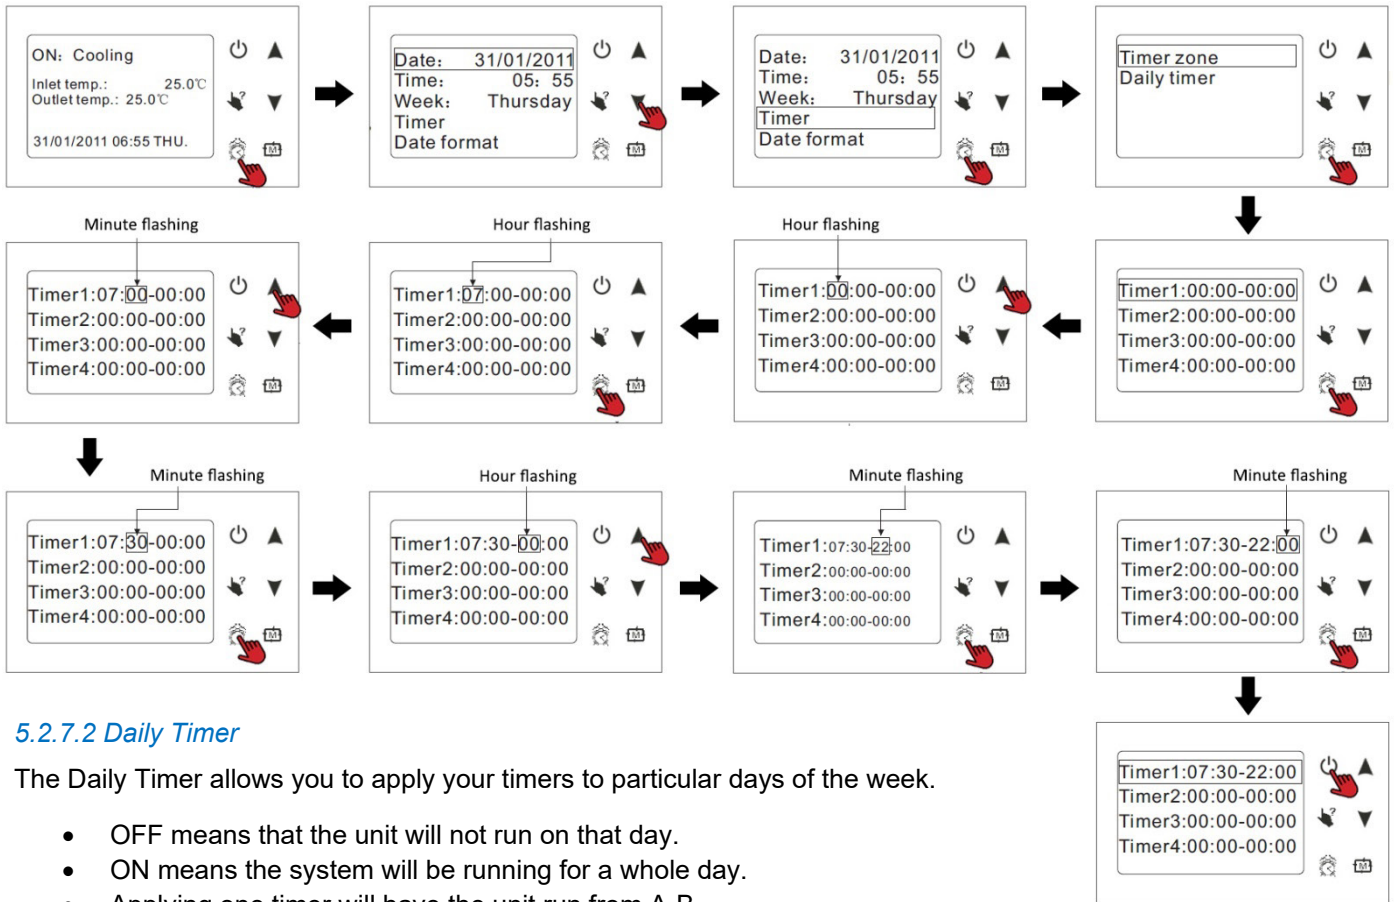 ON: Cooling
Inlet temp.: 25.0℃
Outlet temp.: 25.0℃
31/01/2011 06:55 THU.
Date: 31/01/2011
Time: 05: 55
Week: Thursday
Timer
Date format
Date: 31/01/2011
Time: 05: 55
Week: Thursday
Timer
Date format
Timer zone
Daily timer
Minute flashing
Timer1:07:00-00:00
Timer2:00:00-00:00
Timer3:00:00-00:00
Timer4:00:00-00:00
Hour flashing
Timer1:07:00-00:00
Timer2:00:00-00:00
Timer3:00:00-00:00
Timer4:00:00-00:00
Hour flashing
Timer1:00:00-00:00
Timer2:00:00-00:00
Timer3:00:00-00:00
Timer4:00:00-00:00
Timer1:00:00-00:00
Timer2:00:00-00:00
Timer3:00:00-00:00
Timer4:00:00-00:00
Minute flashing
Timer1:07:30-00:00
Timer2:00:00-00:00
Timer3:00:00-00:00
Timer4:00:00-00:00
Hour flashing
Timer1:07:30-00:00
Timer2:00:00-00:00
Timer3:00:00-00:00
Timer4:00:00-00:00
Minute flashing
Timer1:07:30-22:00
Timer2:00:00-00:00
Timer3:00:00-00:00
Timer4:00:00-00:00
Minute flashing
Timer1:07:30-22:00
Timer2:00:00-00:00
Timer3:00:00-00:00
Timer4:00:00-00:00
Timer1:07:30-22:00
Timer2:00:00-00:00
Timer3:00:00-00:00
Timer4:00:00-00:00
5.2.7.2 Daily Timer
The Daily Timer allows you to apply your timers to particular days of the week.
• OFF means that the unit will not run on that day.
• ON means the system will be running for a whole day.
• Applying one timer will have the unit run from A-B